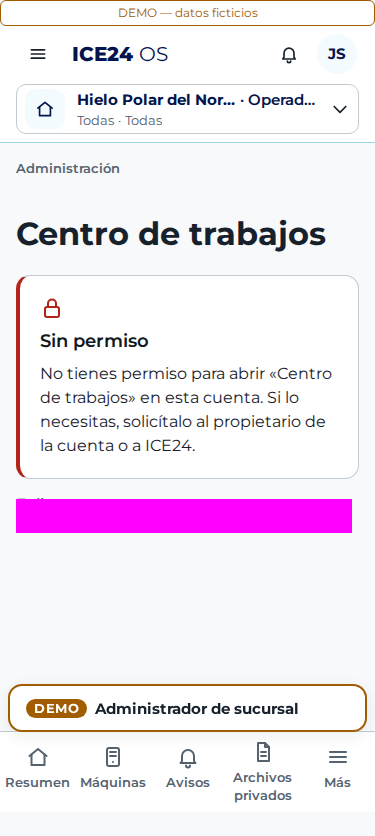 DEMO — datos ficticios
ICE24 OS
JS
Hielo Polar del Nor... · Operad...
Todas · Todas
Administración
Centro de trabajos
Sin permiso
No tienes permiso para abrir «Centro
de trabajos» en esta cuenta. Si lo
necesitas, solicítalo al propietario de
la cuenta o a ICE24.
DEMO Administrador de sucursal
Resumen
Máquinas
Avisos
Archivos
privados
Más